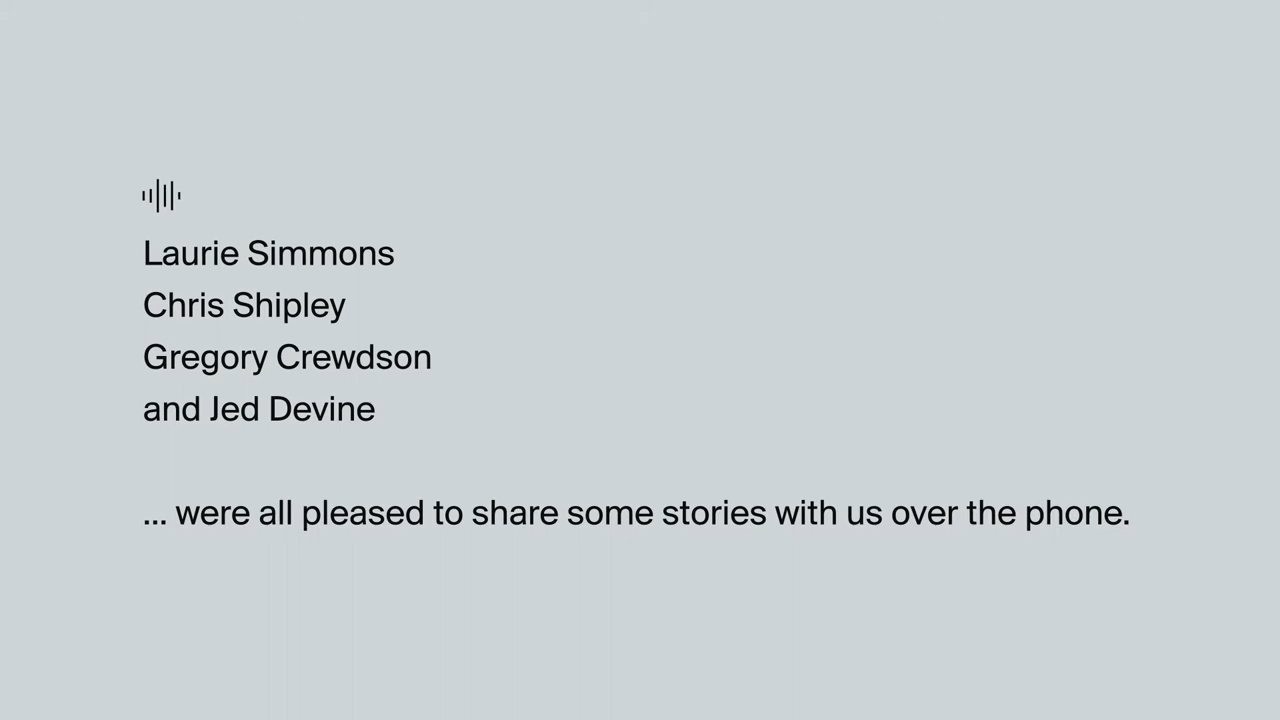 Laurie Simmons
Chris Shipley
Gregory Crewdson
and Jed Devine
... were all pleased to share some stories with us over the phone.